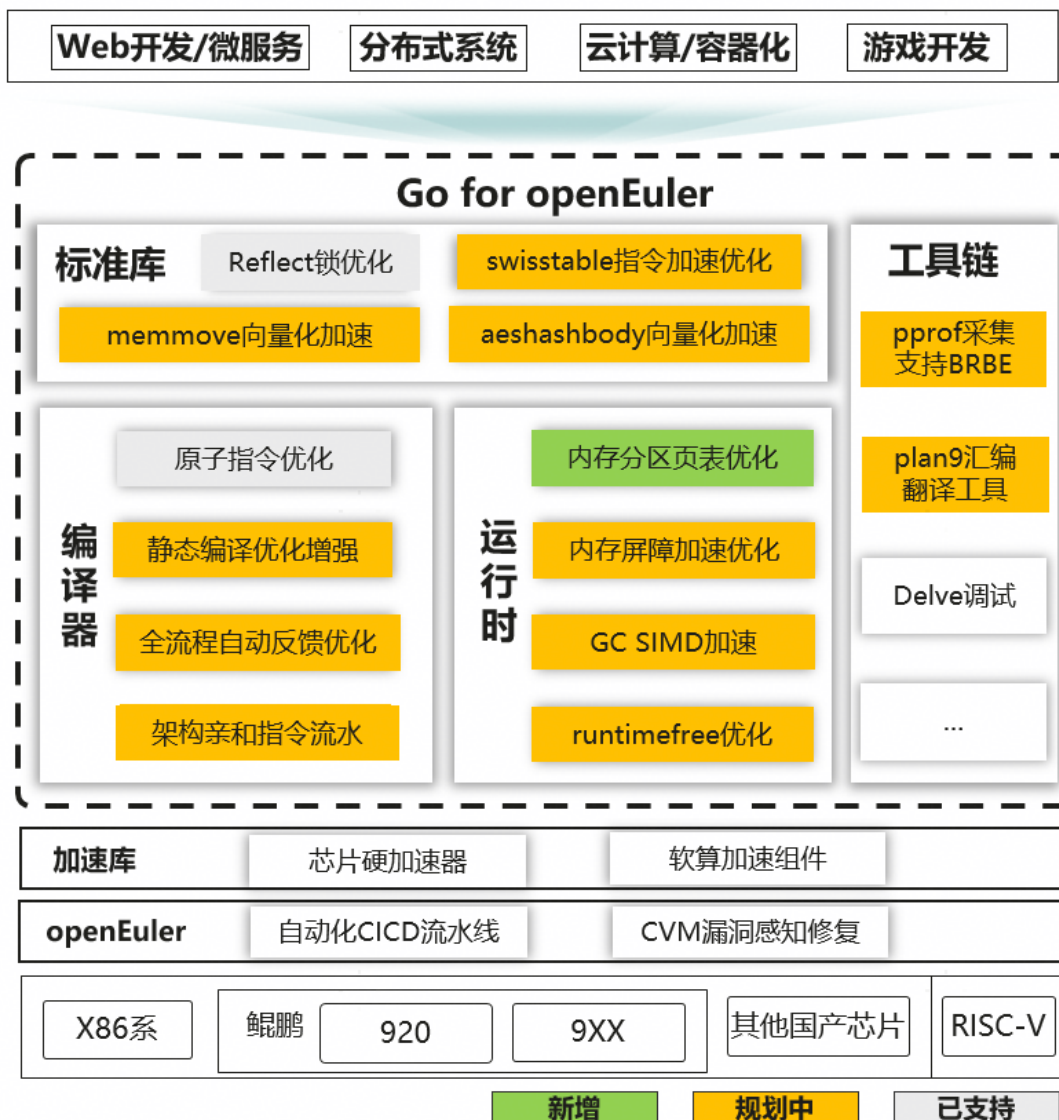 Web开发/微服务
分布式系统
云计算/容器化
游戏开发
Go for openEuler
标准库
Reflect锁优化
swisstable指令加速优化
memmove向量化加速
aeshashbody向量化加速
编
译
器
原子指令优化
静态编译优化增强
全流程自动反馈优化
架构亲和指令流水
运
行
时
内存分区页表优化
内存屏障加速优化
GC SIMD加速
runtimefree优化
工具链
pprof采集
支持BRBE
plan9汇编
翻译工具
Delve调试
...
加速库
芯片硬加速器
软算加速组件
openEuler
自动化CICD流水线
CVM漏洞感知修复
X86系
鲲鹏
920
9XX
其他国产芯片
RISC-V
新增
规划中
已支持